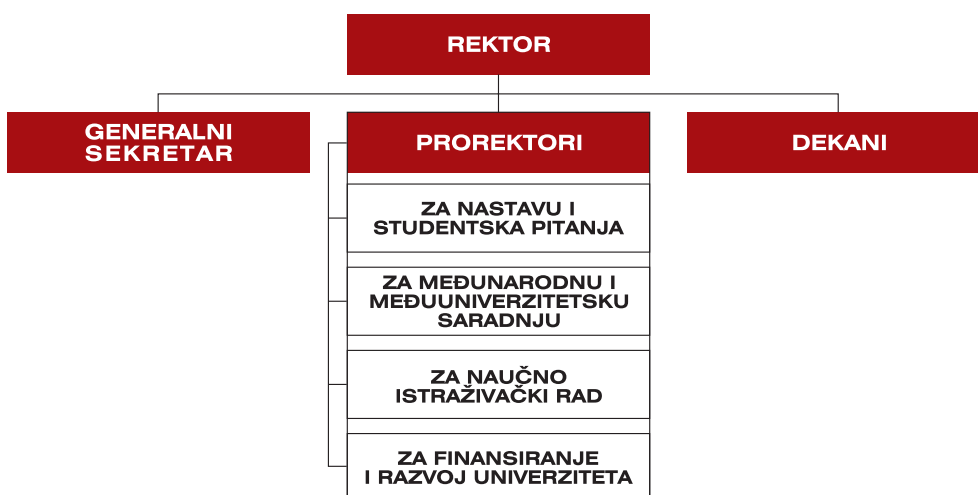 REKTOR
GENERALNI
SEKRETAR
PROREKTORI
DEKANI
ZA NASTAVU I
STUDENTSKA PITANJA
ZA MEĐUNARODNU I
MEĐUUNIVERZITETSKU
SARADNJU
ZA NAUČNO
ISTRAŽIVAČKI RAD
ZA FINANSIRANJE
I RAZVOJ UNIVERZITETA